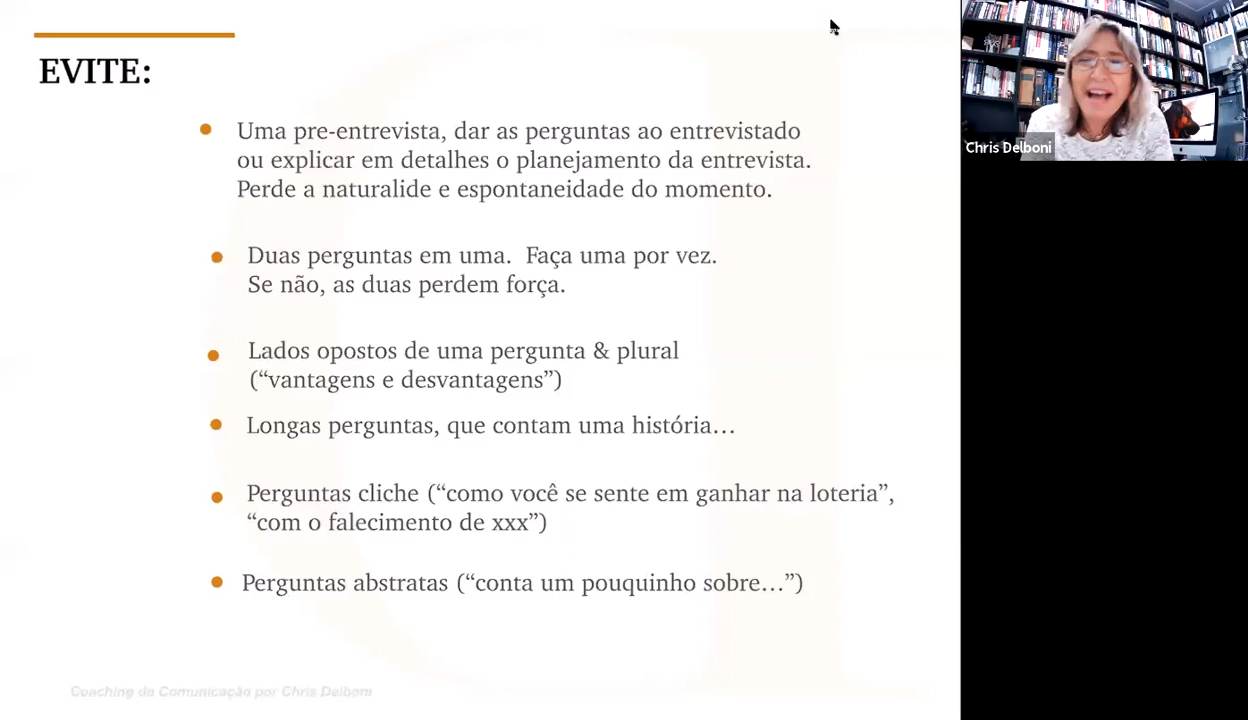 EVITE:
Uma pre-entrevista, dar as perguntas ao entrevistado
ou explicar em detalhes o planejamento da entrevista.
Perde a naturalide e espontaneidade do momento.
Duas perguntas em uma.  Faça uma por vez.
Se não, as duas perdem força.
Lados opostos de uma pergunta & plural
(“vantagens e desvantagens”)
Longas perguntas, que contam uma história…
Perguntas cliche (“como você se sente em ganhar na loteria”,
“com o falecimento de xxx”)
Perguntas abstratas (“conta um pouquinho sobre…”)
Coaching de Comunicação por Chris Delboni
Chris Delboni